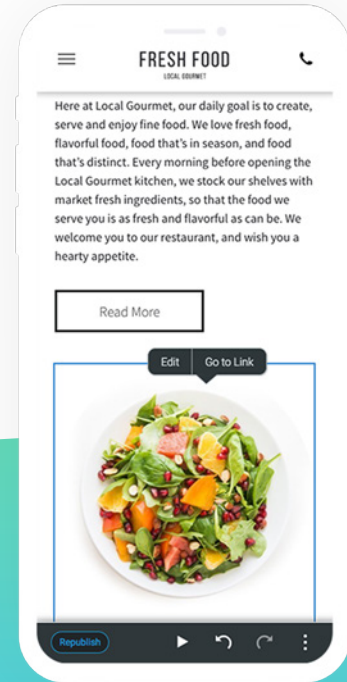 FRESH FOOD
LOCAL GOURMET
Here at Local Gourmet, our daily goal is to create,
serve and enjoy fine food. We love fresh food,
flavorful food, food that's in season, and food
that's distinct. Every morning before opening the
Local Gourmet kitchen, we stock our shelves with
market fresh ingredients, so that the food we
serve you is as fresh and flavorful as can be. We
welcome you to our restaurant, and wish you a
hearty appetite.
Read More
Edit Go to Link
Republish